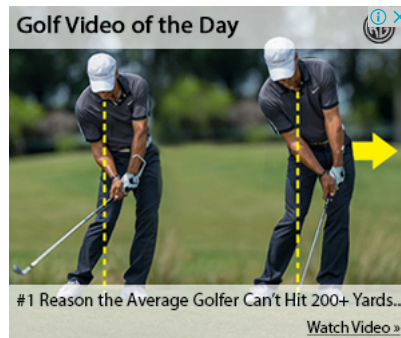 Golf Video of the Day
#1 Reason the Average Golfer Can't Hit 200+ Yards..
Watch Video »